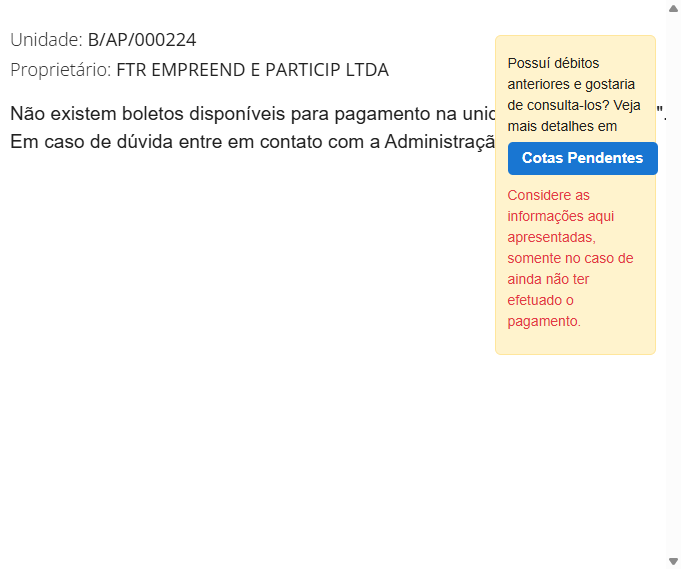 Unidade: B/AP/000224
Proprietário: FTR EMPREEND E PARTICIP LTDA
Não existem boletos disponíveis para pagamento na ".
Em caso de dúvida entre em contato com a
Possuí débitos
anteriores e gostaria
de consulta-los? Veja
mais detalhes em
Cotas Pendentes
Considere as
informações aqui
apresentadas,
somente no caso de
ainda não ter
efetuado o
pagamento.